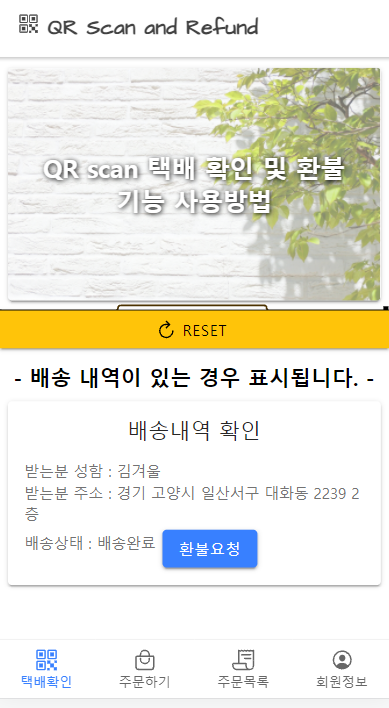 QR Scan and Refund
QR scan 택배 확인 및 환불
기능 사용방법
RESET
- 배송 내역이 있는 경우 표시됩니다. -
배송내역 확인
받는분 성함 : 김겨울
받는분 주소 : 경기 고양시 일산서구 대화동 2239 2
층
배송상태 : 배송완료 환불요청
택배확인 주문하기 주문목록 회원정보